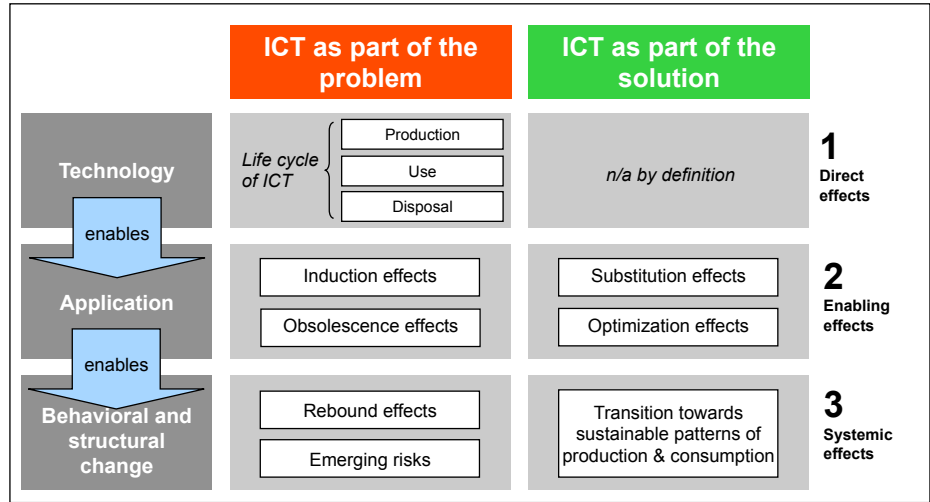 ICT as part of the
problem
ICT as part of the
solution
Technology
Life cycle
of ICT
Production
Use
Disposal
n/a by definition
1
Direct
effects
enables
Application
Induction effects
Obsolescence effects
Substitution effects
Optimization effects
2
Enabling
effects
enables
Behavioral and
structural
change
Rebound effects
Emerging risks
Transition towards
sustainable patterns of
production & consumption
3
Systemic
effects